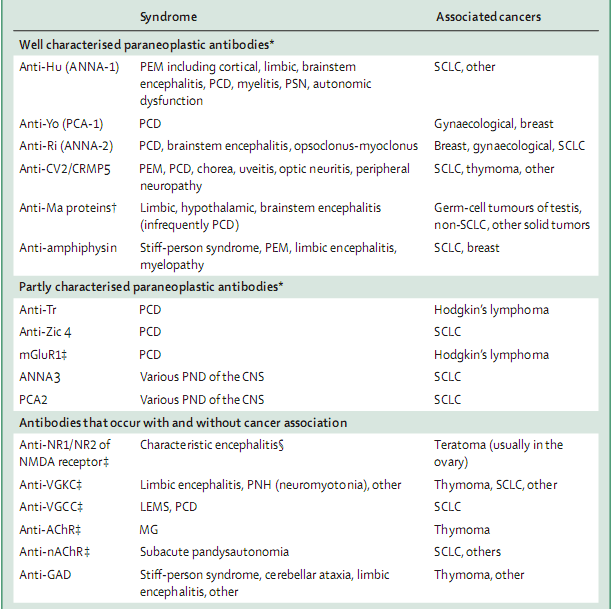 Syndrome Associated cancers
Well characterised paraneoplastic antibodies*
Anti-Hu (ANNA-1) PEM including cortical, limbic, brainstem SCLC, other
encephalitis, PCD, myelitis, PSN, autonomic
dysfunction
Anti-Yo (PCA-1) PCD Gynaecological, breast
Anti-Ri (ANNA-2) PCD, brainstem encephalitis, opsoclonus-myoclonus Breast, gynaecological, SCLC
Anti-CV2/CRMP5 PEM, PCD, chorea, uveitis, optic neuritis, peripheral SCLC, thymoma, other
neuropathy
Anti-Ma proteins† Limbic, hypothalamic, brainstem encephalitis Germ-cell tumours of testis,
(infrequently PCD) non-SCLC, other solid tumors
Anti-amphiphysin Stiff-person syndrome, PEM, limbic encephalitis, SCLC, breast
myelopathy
Partly characterised paraneoplastic antibodies*
Anti-Tr PCD Hodgkin's lymphoma
Anti-Zic 4 PCD SCLC
mGluR1‡ PCD Hodgkin's lymphoma
ANNA3 Various PND of the CNS SCLC
PCA2 Various PND of the CNS SCLC
Antibodies that occur with and without cancer association
Anti-NR1/NR2 of Characteristic encephalitis§ Teratoma (usually in the
NMDA receptor‡ ovary)
Anti-VGKC‡ Limbic encephalitis, PNH (neuromyotonia), other Thymoma, SCLC, other
Anti-VGCC‡ LEMS, PCD SCLC
Anti-AChR‡ MG Thymoma
Anti-nAChR‡ Subacute pandysautonomia SCLC, others
Anti-GAD Stiff-person syndrome, cerebellar ataxia, limbic Thymoma, other
encephalitis, other